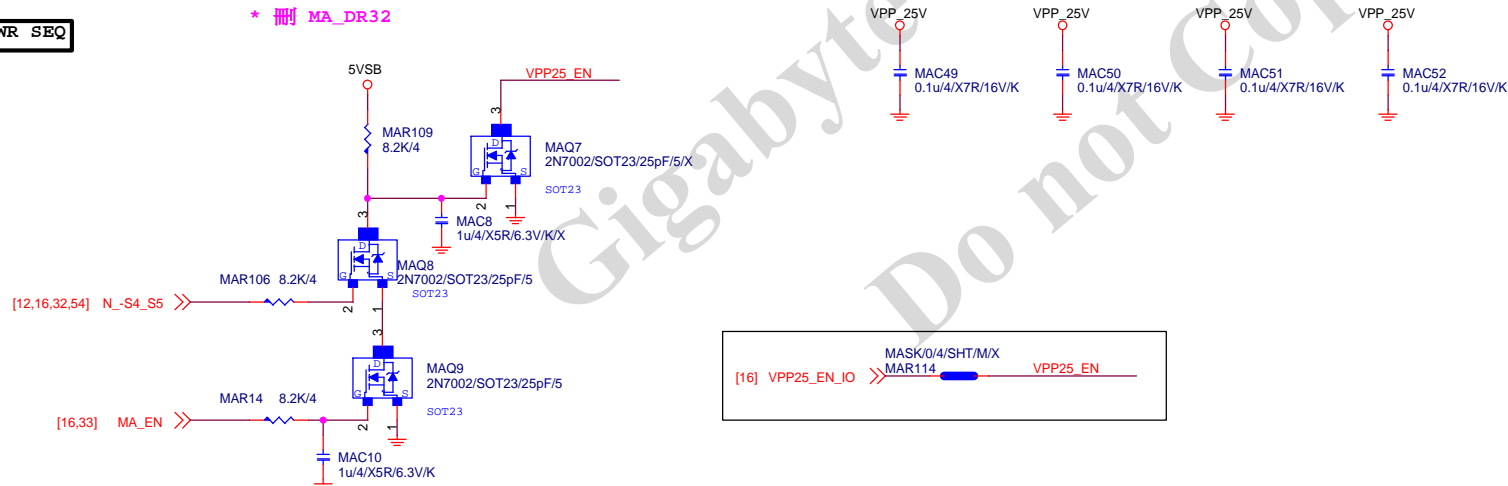 * MA_DR32
WR SEQ
5VSB
VPP25_EN
MAR109
8.2K/4
3
D
G
S
MAQ7
2N7002/SOT23/25pF/5/X
SOT23
2
1
MAC8
1u/4/X5R/6.3V/K/X
3
D
G
S
MAQ8
2N7002/SOT23/25pF/5
SOT23
MAR106 8.2K/4
[12,16,32,54] N_-S4_S5
2
1
3
D
G
S
MAQ9
2N7002/SOT23/25pF/5
SOT23
MAR14 8.2K/4
[16,33] MA_EN
2
1
MAC10
1u/4/X5R/6.3V/K
VPP_25V
VPP_25V
VPP_25V
VPP_25V
MAC49
0.1u/4/X7R/16V/K
MAC50
0.1u/4/X7R/16V/K
MAC51
0.1u/4/X7R/16V/K
MAC52
0.1u/4/X7R/16V/K
MASK/0/4/SHT/M/X
[16] VPP25_EN_IO
MAR114
VPP25_EN
Gigabyte
Do not Cop